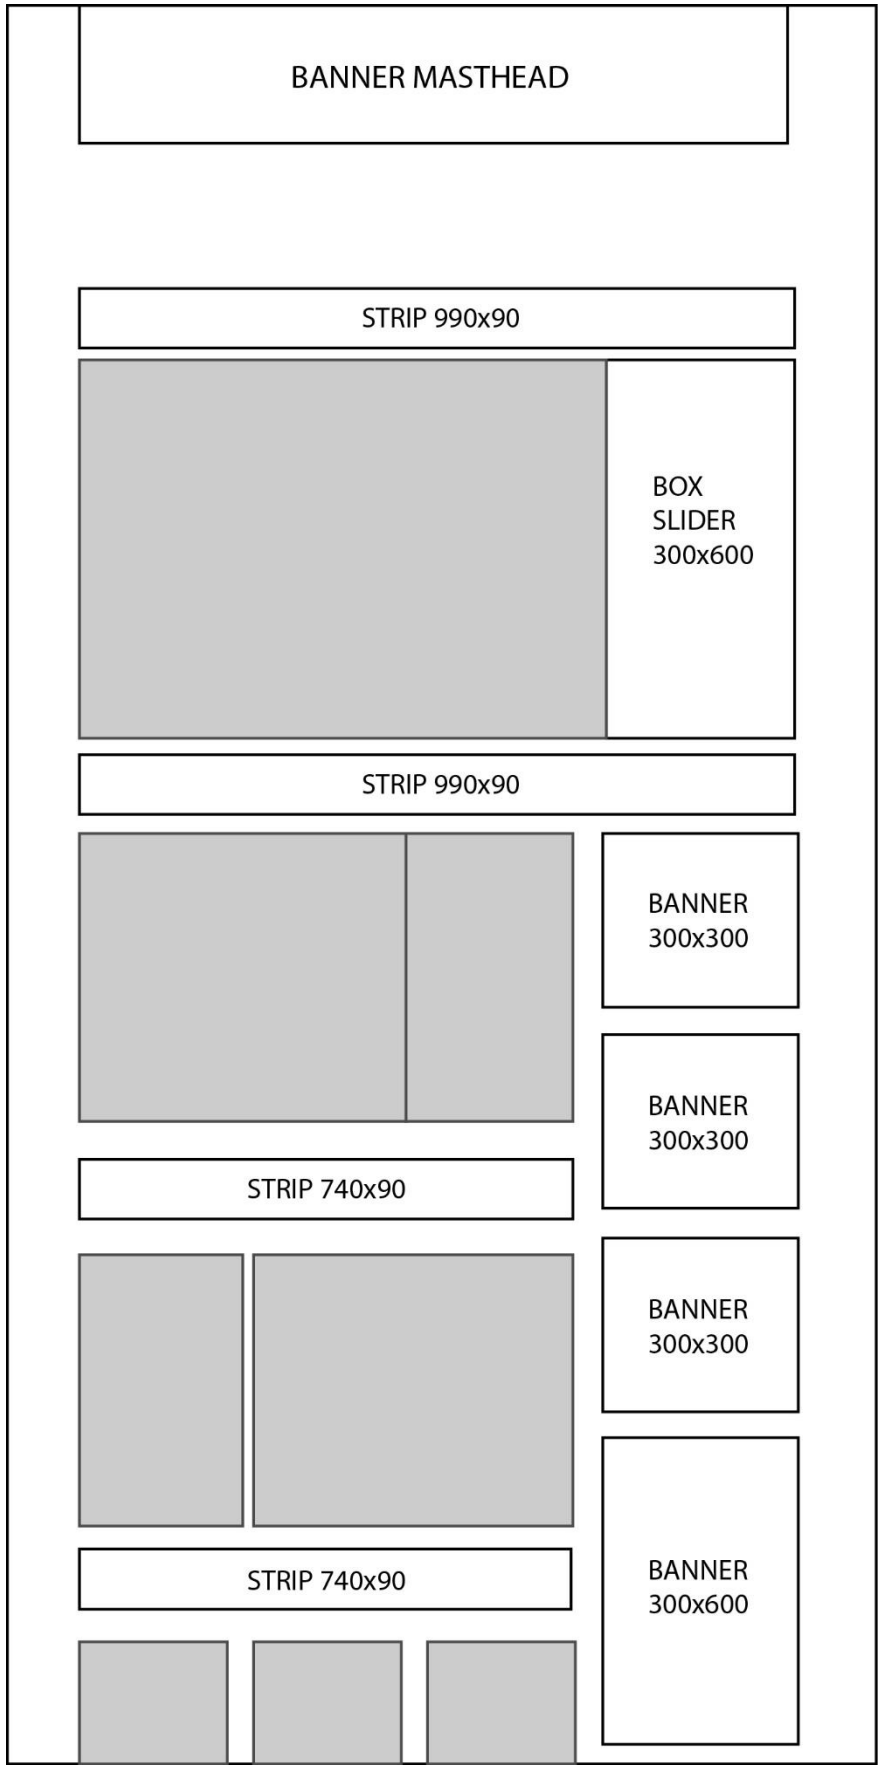 BANNER MASTHEAD
STRIP 990x90
BOX
SLIDER
300x600
STRIP 990x90
BANNER
300x300
BANNER
300x300
STRIP 740x90
BANNER
300x300
STRIP 740x90
BANNER
300x600